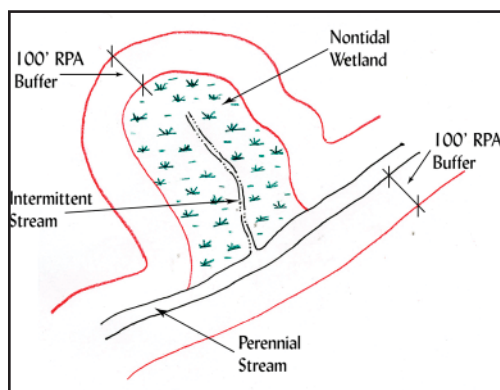 100' RPA
Buffer
Nontidal
Wetland
100' RPA
Buffer
Intermittent
Stream
Perennial
Stream